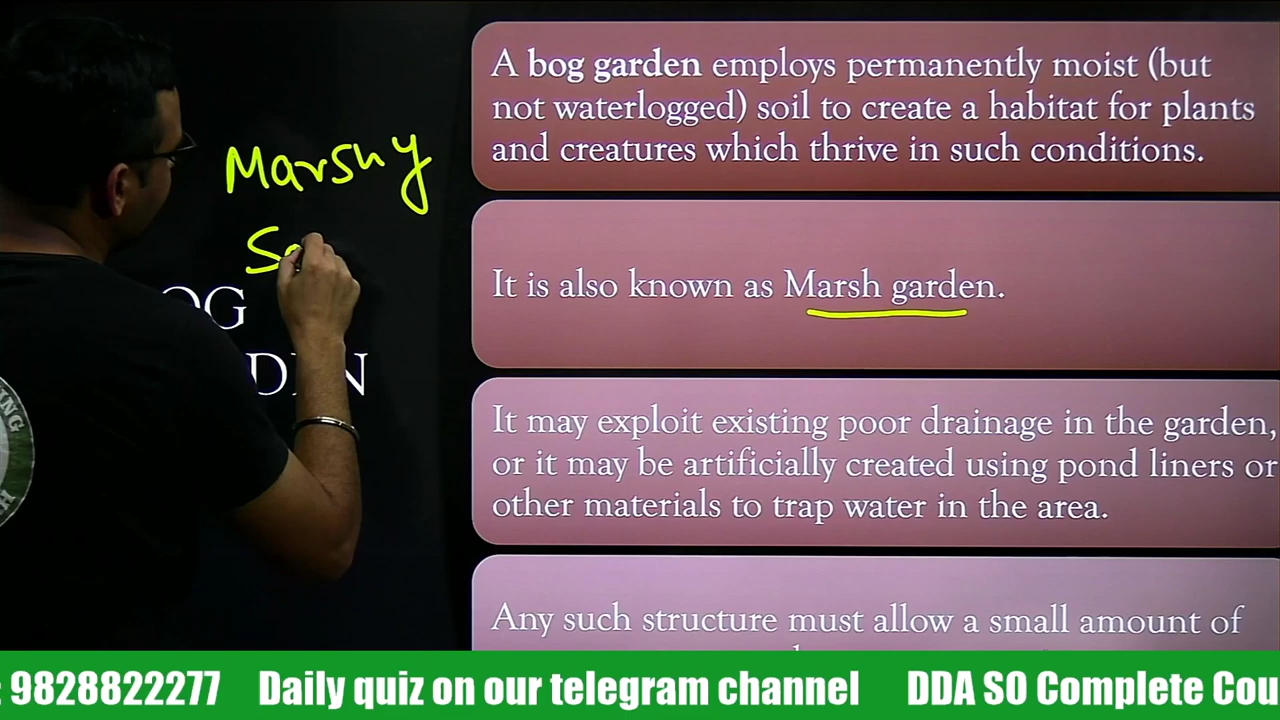 Marshy
OG
A bog garden employs permanently moist (but
not waterlogged) soil to create a habitat for plants
and creatures which thrive in such conditions.
It is also known as Marsh garden.
It may exploit existing poor drainage in the garden,
or it may be artificially created using pond liners or
other materials to trap water in the area.
Any such structure must allow a small amount of
: 9828822277 Daily quiz on our telegram channel DDA SO Complete Cou